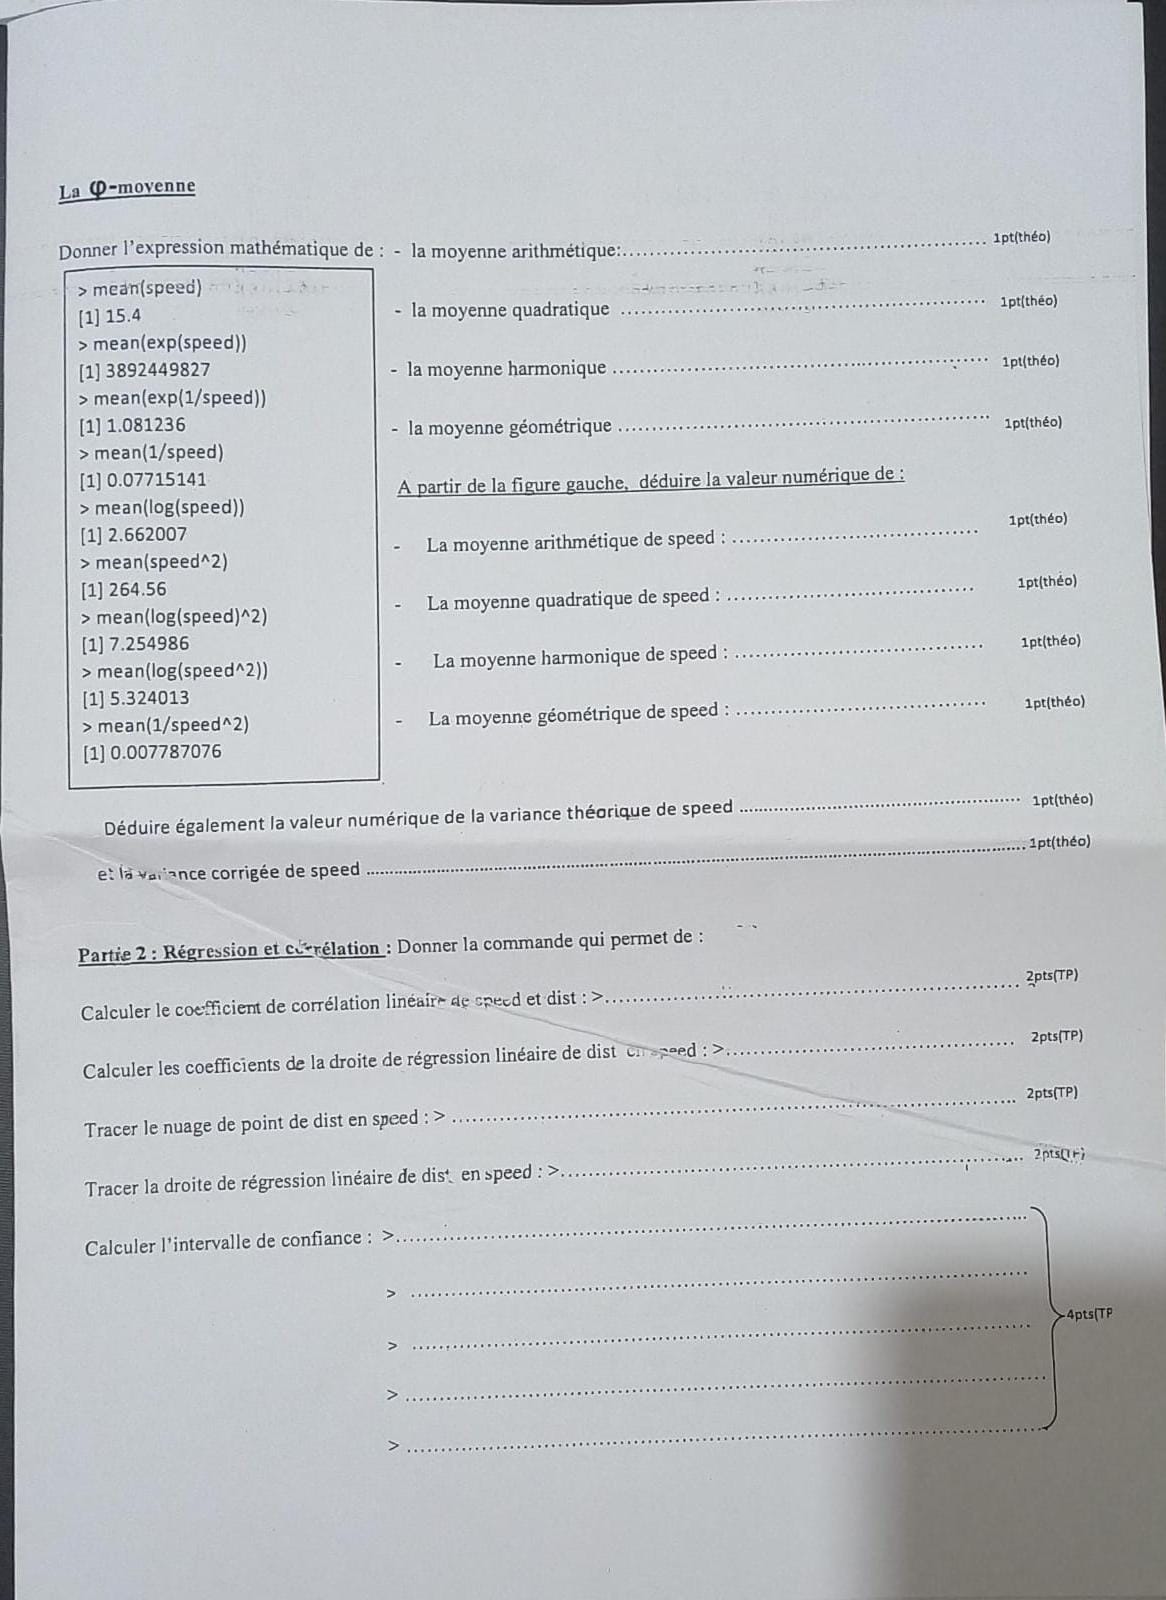 La φ-moyenne
Donner l'expression mathématique de : - la moyenne arithmétique:........................ 1pt(théo)
> mean(speed)
[1] 15.4
- la moyenne quadratique ........................ 1pt(théo)
> mean(exp(speed))
[1] 3892449827
- la moyenne harmonique ........................ 1pt(théo)
> mean(exp(1/speed))
[1] 1.081236
- la moyenne géométrique ........................ 1pt(théo)
> mean(1/speed)
[1] 0.07715141
A partir de la figure gauche, déduire la valeur numérique de :
> mean(log(speed))
[1] 2.662007
- La moyenne arithmétique de speed : ........................ 1pt(théo)
> mean(speed^2)
[1] 264.56
- La moyenne quadratique de speed : ........................ 1pt(théo)
> mean(log(speed)^2)
[1] 7.254986
- La moyenne harmonique de speed : ........................ 1pt(théo)
> mean(log(speed^2))
[1] 5.324013
- La moyenne géométrique de speed : ........................ 1pt(théo)
> mean(1/speed^2)
[1] 0.007787076
Déduire également la valeur numérique de la variance théorique de speed ........................ 1pt(théo)
et la variance corrigée de speed ........................ 1pt(théo)
Partie 2 : Régression et corrélation : Donner la commande qui permet de :
Calculer le coefficient de corrélation linéaire de speed et dist : >........................ 2pts(TP)
Calculer les coefficients de la droite de régression linéaire de dist en speed : >........................ 2pts(TP)
Tracer le nuage de point de dist en speed : > ........................ 2pts(TP)
Tracer la droite de régression linéaire de dist en speed : >........................ 2pts(TP)
Calculer l'intervalle de confiance : >........................
> ........................
> ........................ 4pts(TP
> ........................
> ........................